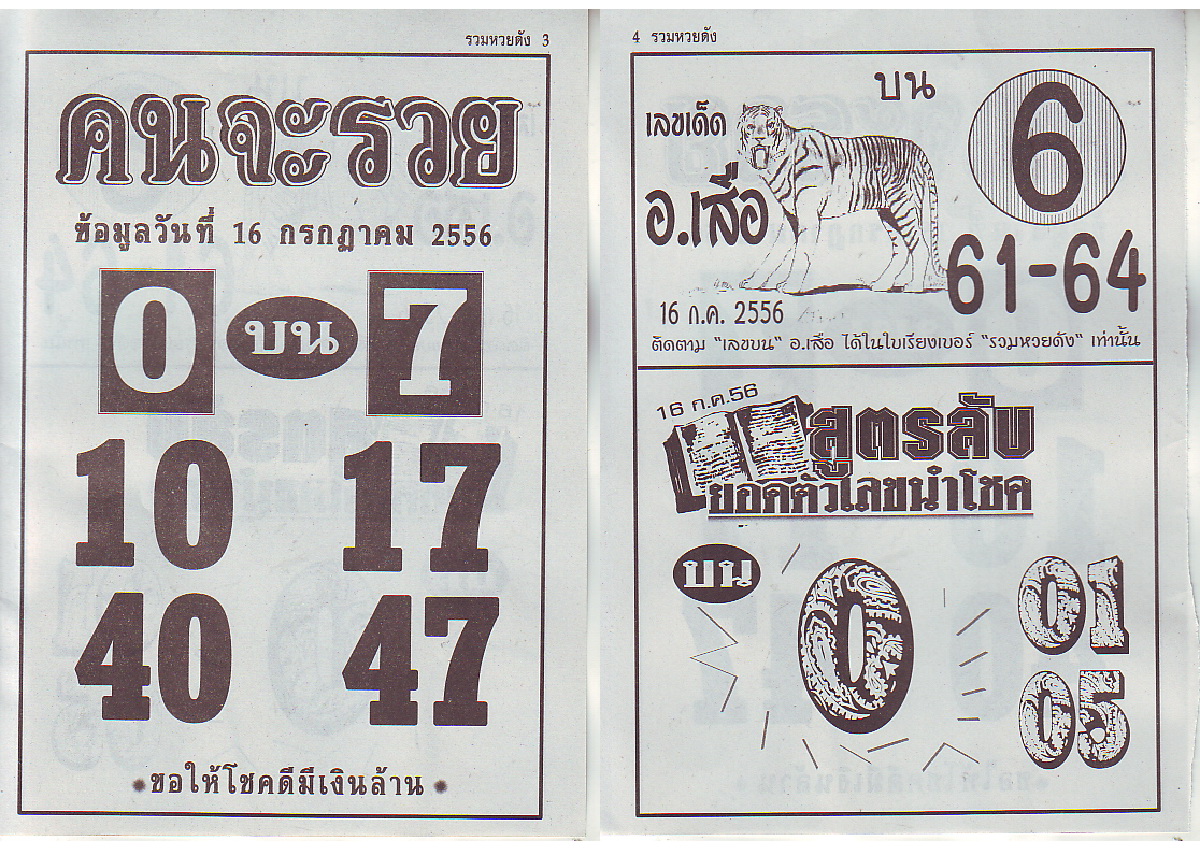 รวมหวยดัง 3
คนจะรวย
ข้อมูลวันที่ 16 กรกฎาคม 2556
0 บน 7
10 17
40 47
ขอให้โชคดีมีเงินล้าน
4 รวมหวยดัง
บน
6
เลขเด็ด
อ.เสือ
61-64
16 ก.ค. 2556
ติดตาม "เลขบน" อ.เสือ ได้ในใบเรียงเบอร์ "รวมหวยดัง" เท่านั้น
16 ก.ค.56
สูตรลับ
ยอดตัวเลขนำโชค
บน
0
01
05